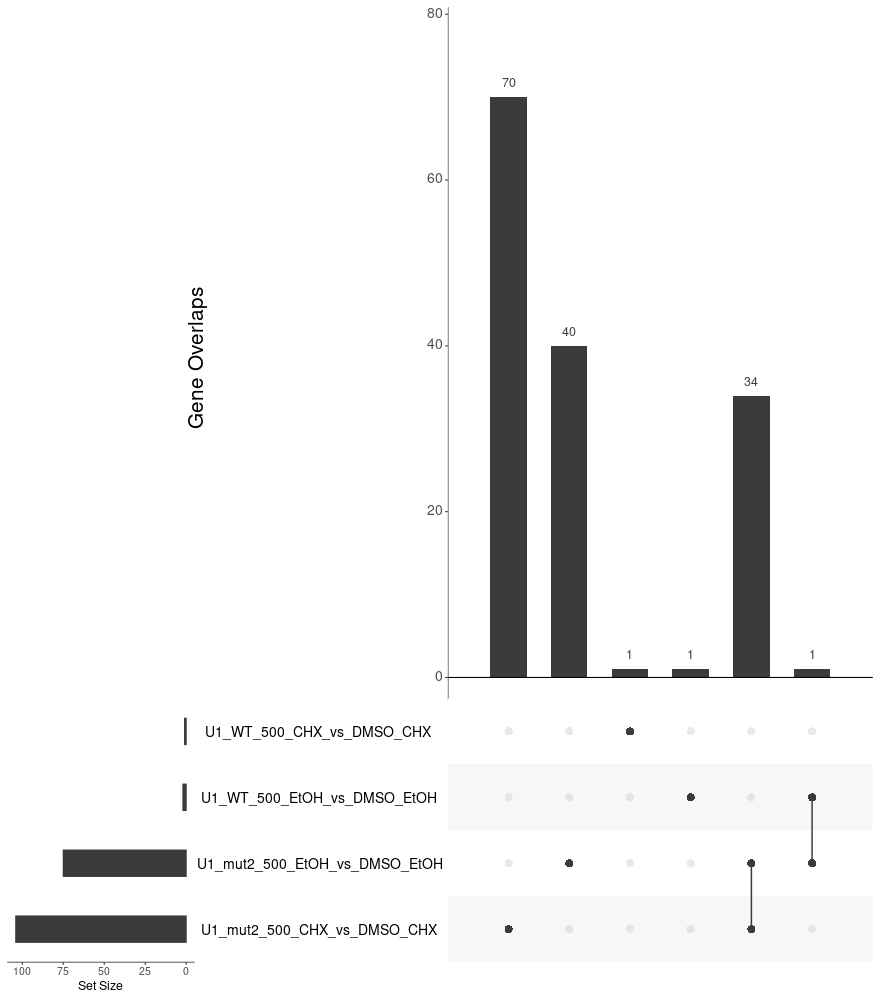 80
70
60
Gene Overlaps
40
40
34
20
1
1
1
0
U1_WT_500_CHX_vs_DMSO_CHX
U1_WT_500_EtOH_vs_DMSO_EtOH
U1_mut2_500_EtOH_vs_DMSO_EtOH
U1_mut2_500_CHX_vs_DMSO_CHX
100 75 50 25 0
Set Size